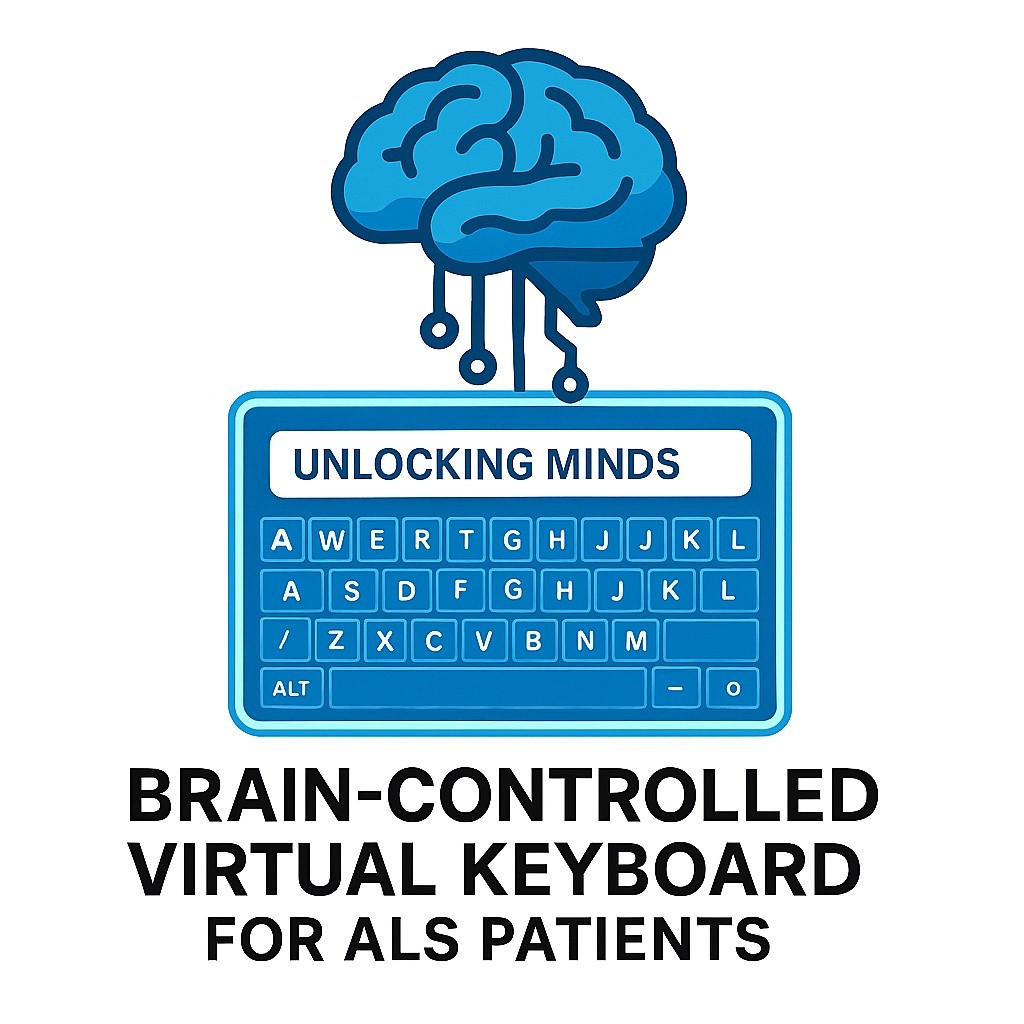 UNLOCKING MINDS
A W E R T G H J J K L
A S D F G H J K L
/ Z X C V B N M
ALT – O
BRAIN-CONTROLLED
VIRTUAL KEYBOARD
FOR ALS PATIENTS